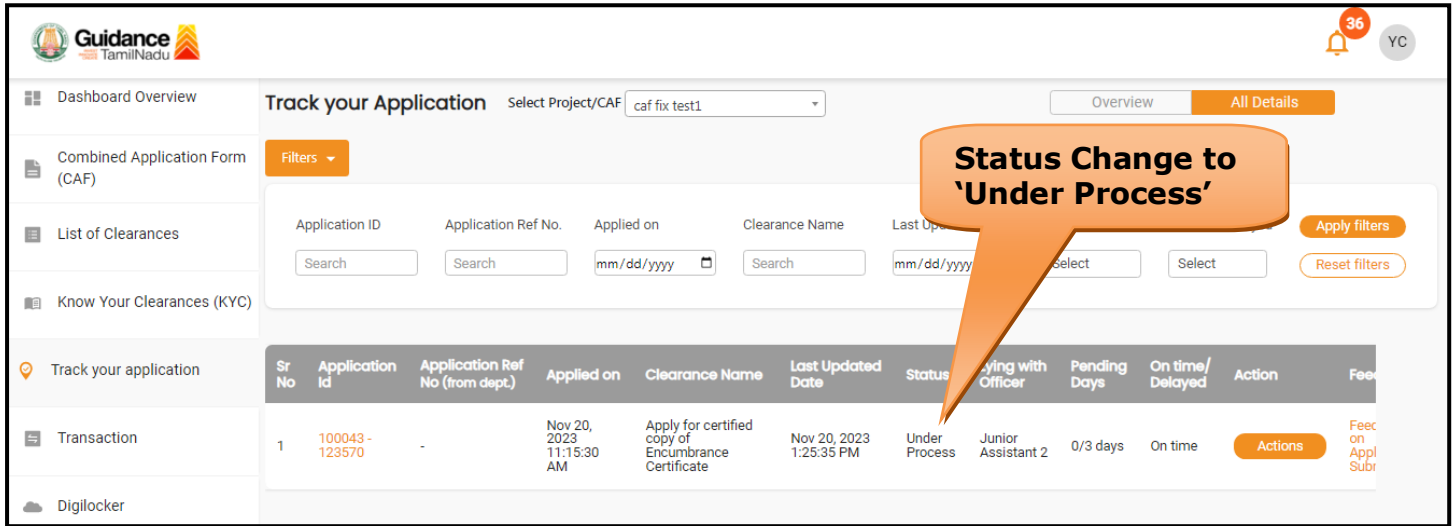 Guidance
TamilNadu
36
YC
Dashboard Overview
Track your Application
Select Project/CAF
caf fix test1
Overview
All Details
Combined Application Form
(CAF)
Filters
Status Change to
‘Under Process’
List of Clearances
Application ID
Application Ref No.
Applied on
Clearance Name
Apply filters
Search
Search
mm/dd/yyyy
Search
mm/dd/yyyy
Select
Select
Reset filters
Know Your Clearances (KYC)
Track your application
Sr
No
Application
Id
Application Ref
No (from dept.)
Applied on
Clearance Name
Last Updated
Date
Status
Officer
Pending
Days
On time/
Delayed
Action
Transaction
1
100043 -
123570
-
Nov 20,
2023
11:15:30
AM
Apply for certified
copy of
Encumbrance
Certificate
Nov 20, 2023
1:25:35 PM
Under
Process
Junior
Assistant 2
0/3 days
On time
Actions
on
Digilocker